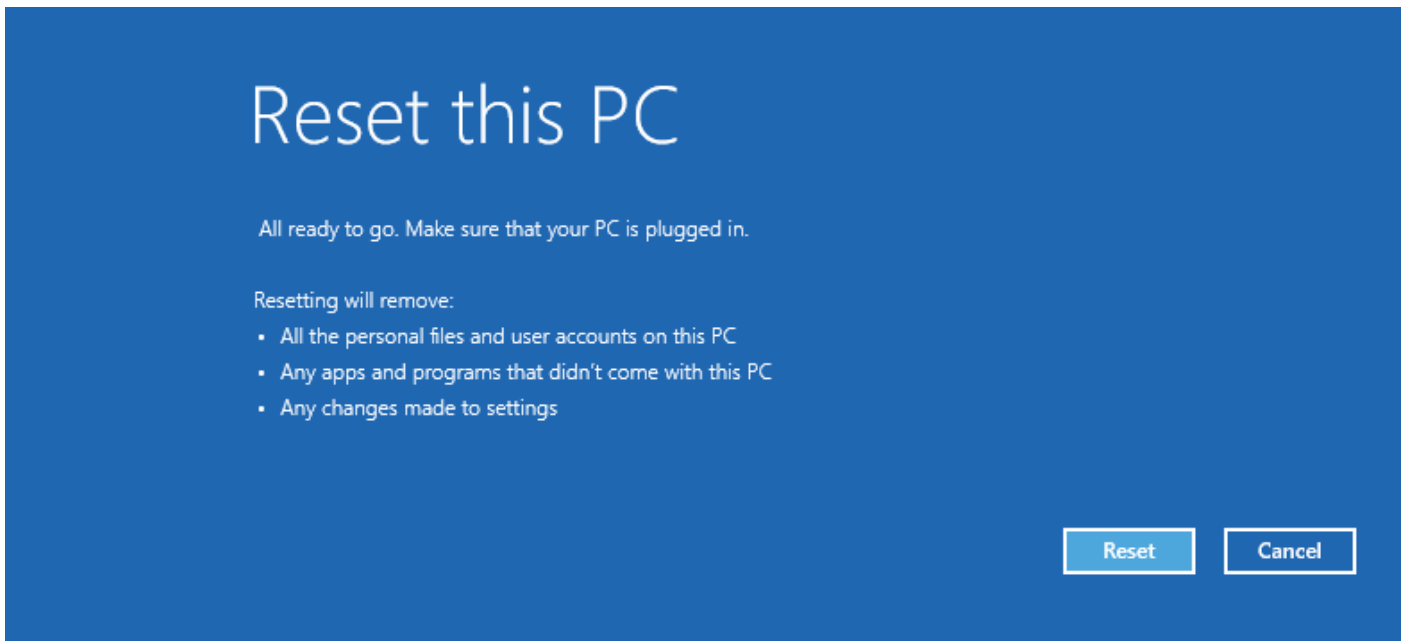 Reset this PC
All ready to go. Make sure that your PC is plugged in.
Resetting will remove:
• All the personal files and user accounts on this PC
• Any apps and programs that didn't come with this PC
• Any changes made to settings
Reset
Cancel